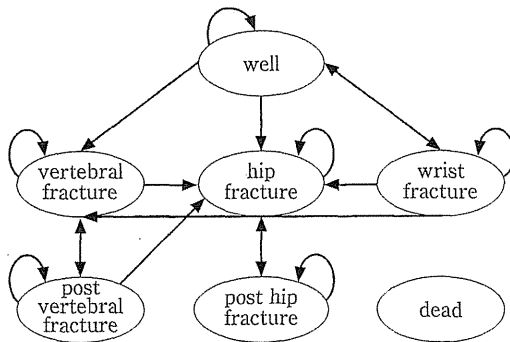 well
vertebral
fracture
hip
fracture
wrist
fracture
post
vertebral
fracture
post hip
fracture
dead